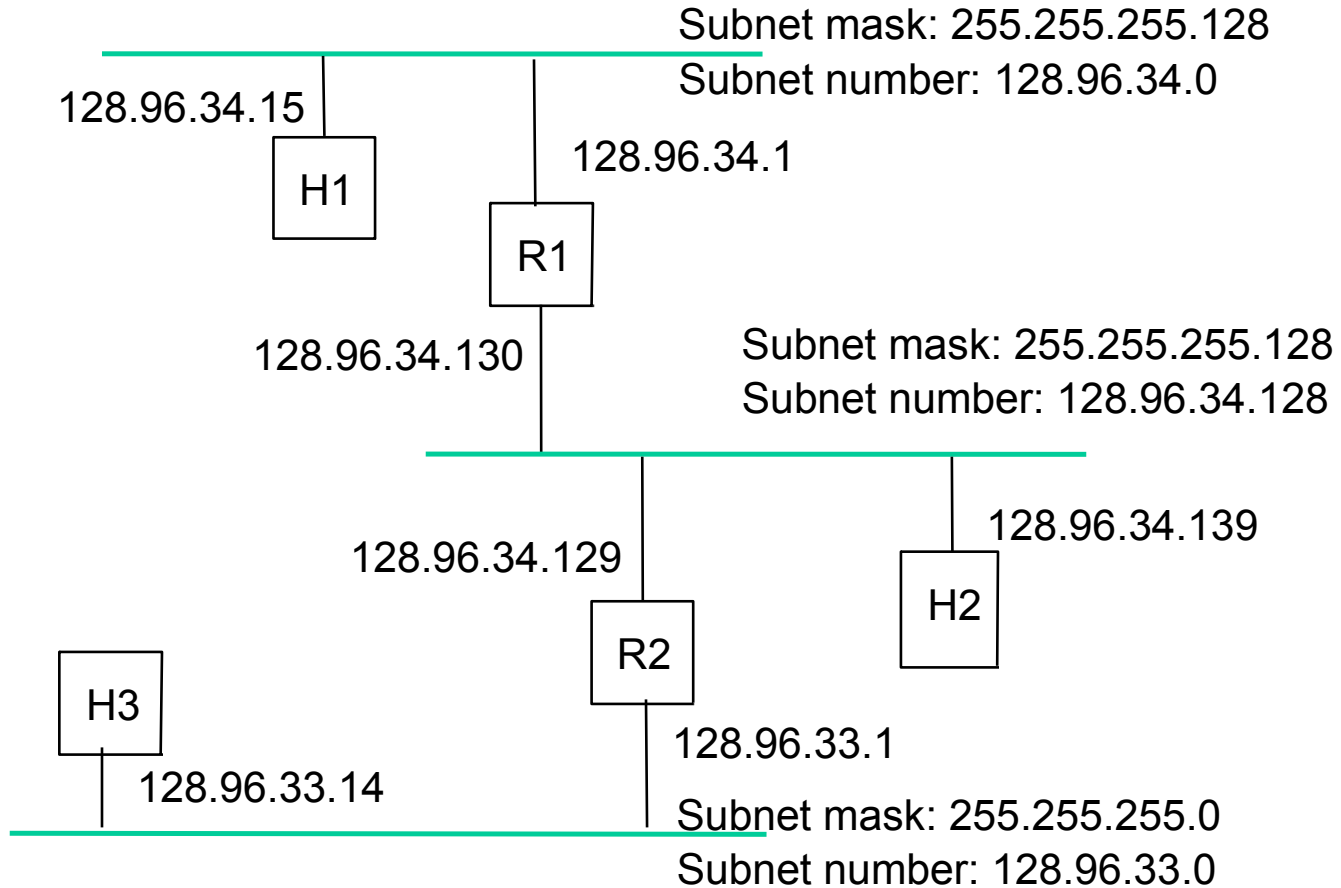 Subnet mask: 255.255.255.128
Subnet number: 128.96.34.0
128.96.34.15
128.96.34.1
H1
R1
128.96.34.130
Subnet mask: 255.255.255.128
Subnet number: 128.96.34.128
128.96.34.139
128.96.34.129
H2
R2
H3
128.96.33.1
128.96.33.14
Subnet mask: 255.255.255.0
Subnet number: 128.96.33.0